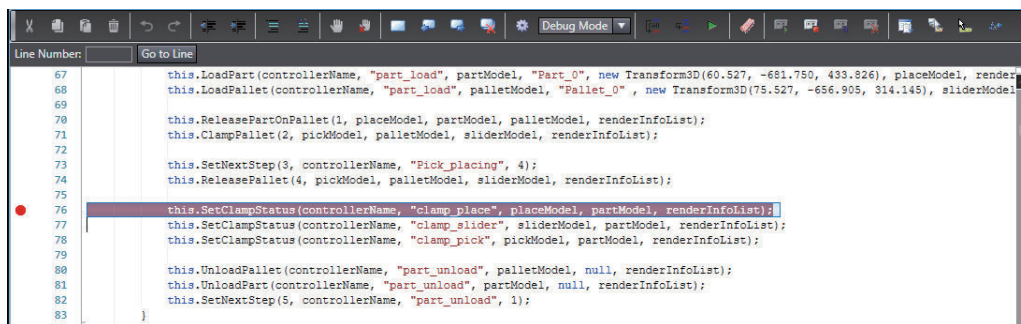 Debug Mode
Line Number: Go to Line
67 this.LoadPart(controllerName, "part_load", partModel, "Part_0", new Transform3D(60.527, -681.750, 433.826), placeModel, render
68 this.LoadPallet(controllerName, "part_load", palletModel, "Pallet_0" , new Transform3D(75.527, -656.905, 314.145), sliderModel
69
70 this.ReleasePartOnPallet(1, placeModel, partModel, palletModel, renderInfoList);
71 this.ClampPallet(2, pickModel, palletModel, sliderModel, renderInfoList);
72
73 this.SetNextStep(3, controllerName, "Pick_placing", 4);
74 this.ReleasePallet(4, pickModel, palletModel, sliderModel, renderInfoList);
75
76 this.SetClampStatus(controllerName, "clamp_place", placeModel, partModel, renderInfoList);
77 this.SetClampStatus(controllerName, "clamp_slider", sliderModel, partModel, renderInfoList);
78 this.SetClampStatus(controllerName, "clamp_pick", pickModel, partModel, renderInfoList);
79
80 this.UnloadPallet(controllerName, "part_unload", palletModel, null, renderInfoList);
81 this.UnloadPart(controllerName, "part_unload", partModel, null, renderInfoList);
82 this.SetNextStep(5, controllerName, "part_unload", 1);
83 }